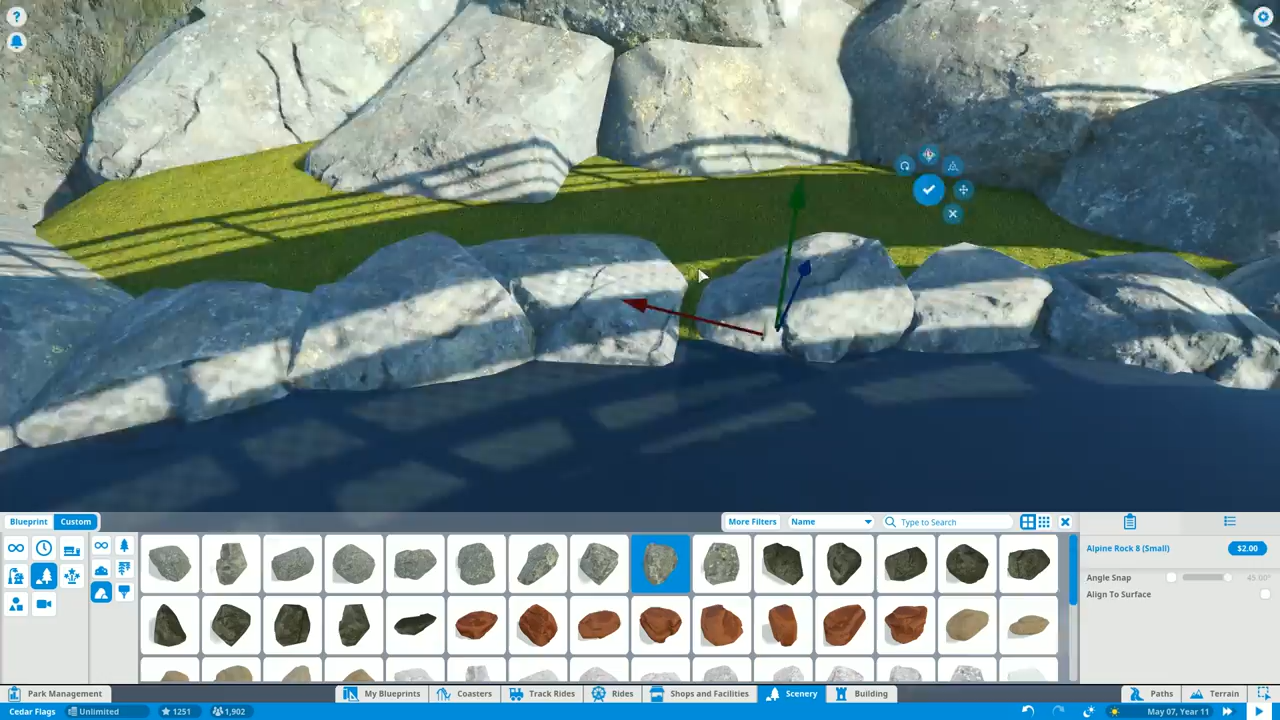 Blueprint Custom
More Filters Name Type to Search
Alpine Rock 8 (Small) $2.00
Angle Snap 45.00°
Align To Surface
Park Management My Blueprints Coasters Track Rides Rides Shops and Facilities Scenery Building Paths Terrain
Cedar Flags Unlimited 1251 1,902 May 07, Year 11